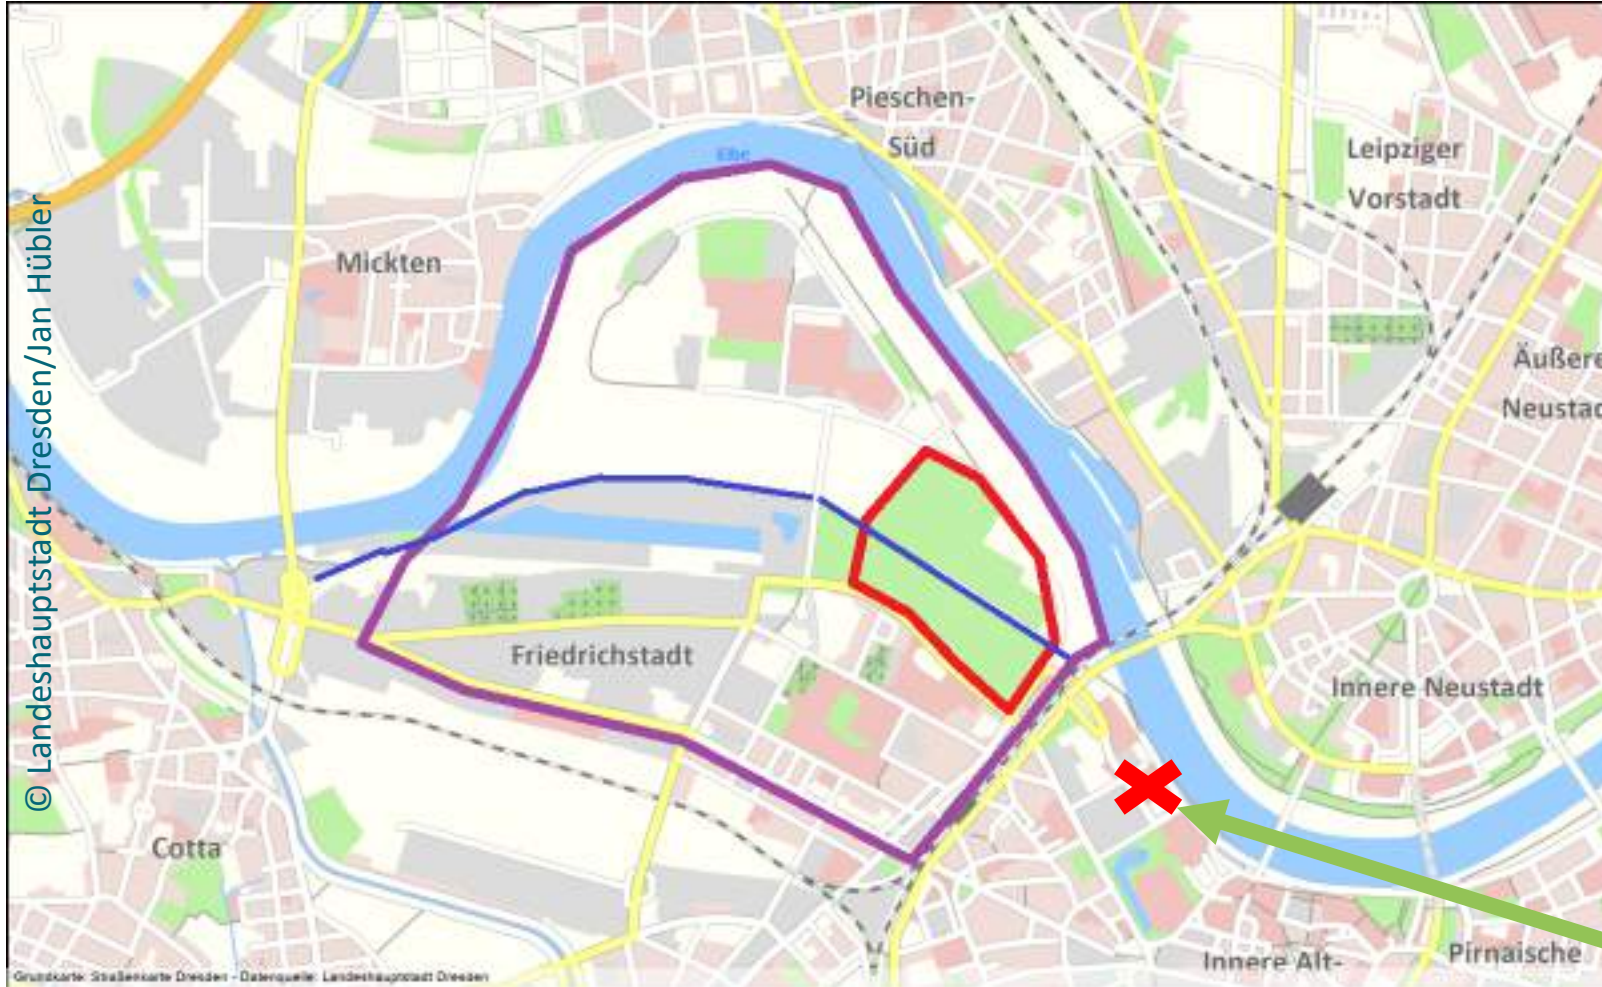 © Landeshauptstadt Dresden/Jan Hübler
Elbe
Pieschen-
Süd
Leipziger
Vorstadt
Mickten
Äußere
Neustad
Friedrichstadt
Innere Neustadt
Cotta
Innere Alt-
Pirnaische
Grundkarte: Straßenkarte Dresden - Datenquelle: Landeshauptstadt Dresden